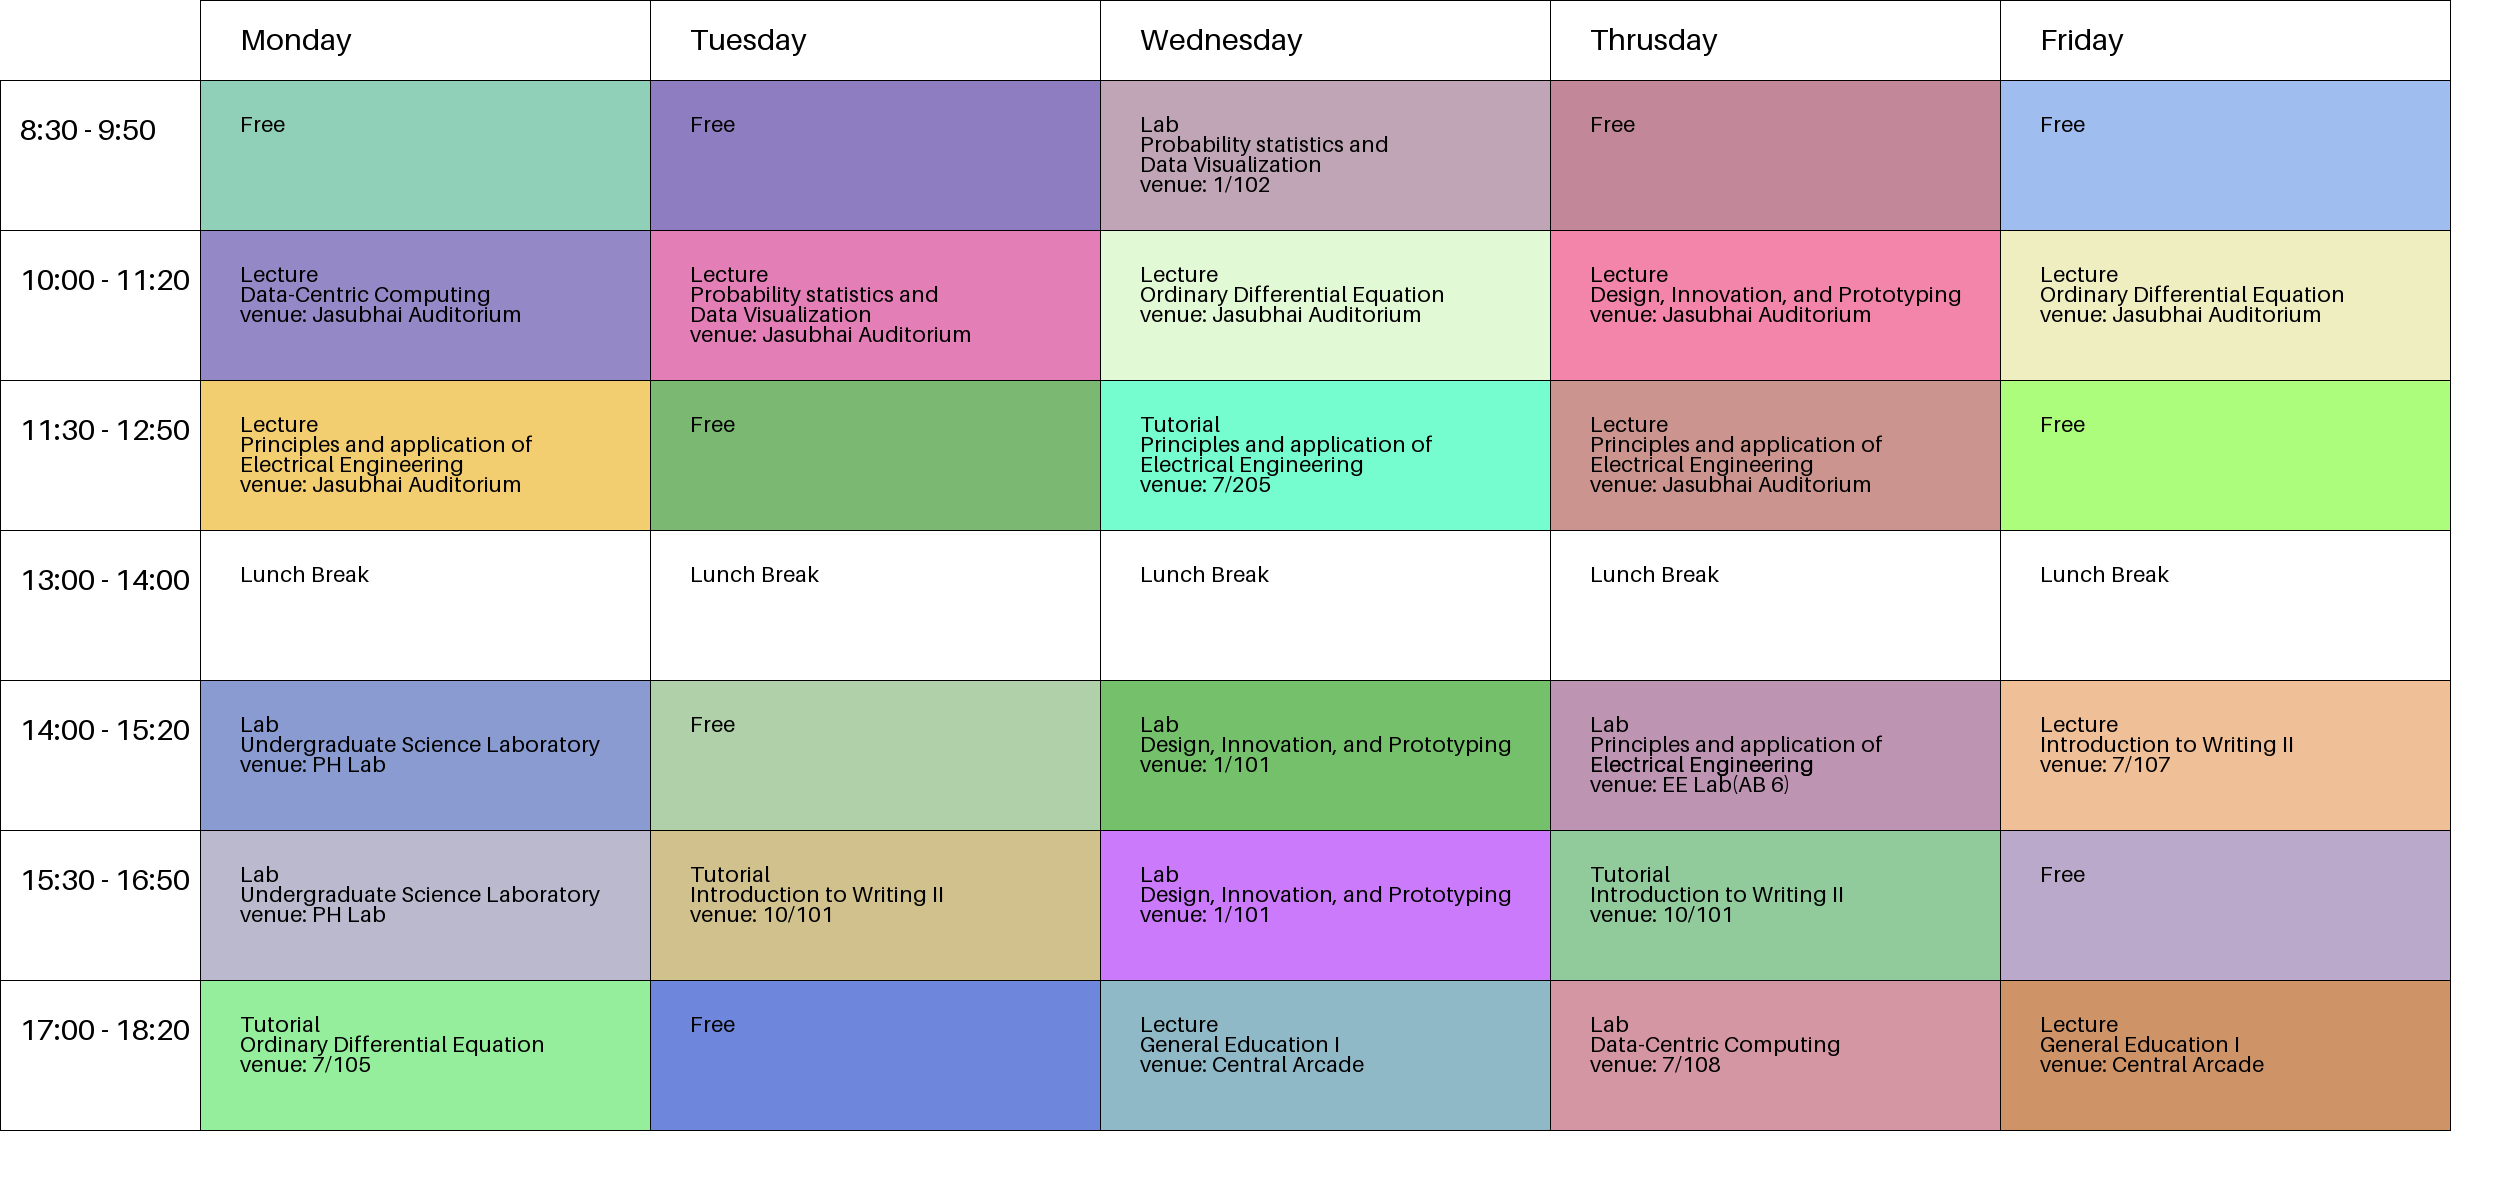 Monday Tuesday Wednesday Thrusday Friday
8:30 - 9:50
Free
Free
Lab
Probability statistics and
Data Visualization
venue: 1/102
Free
Free
10:00 - 11:20
Lecture
Data-Centric Computing
venue: Jasubhai Auditorium
Lecture
Probability statistics and
Data Visualization
venue: Jasubhai Auditorium
Lecture
Ordinary Differential Equation
venue: Jasubhai Auditorium
Lecture
Design, Innovation, and Prototyping
venue: Jasubhai Auditorium
Lecture
Ordinary Differential Equation
venue: Jasubhai Auditorium
11:30 - 12:50
Lecture
Principles and application of
Electrical Engineering
venue: Jasubhai Auditorium
Free
Tutorial
Principles and application of
Electrical Engineering
venue: 7/205
Lecture
Principles and application of
Electrical Engineering
venue: Jasubhai Auditorium
Free
13:00 - 14:00
Lunch Break
Lunch Break
Lunch Break
Lunch Break
Lunch Break
14:00 - 15:20
Lab
Undergraduate Science Laboratory
venue: PH Lab
Free
Lab
Design, Innovation, and Prototyping
venue: 1/101
Lab
Principles and application of
Electrical Engineering
venue: EE Lab(AB 6)
Lecture
Introduction to Writing II
venue: 7/107
15:30 - 16:50
Lab
Undergraduate Science Laboratory
venue: PH Lab
Tutorial
Introduction to Writing II
venue: 10/101
Lab
Design, Innovation, and Prototyping
venue: 1/101
Tutorial
Introduction to Writing II
venue: 10/101
Free
17:00 - 18:20
Tutorial
Ordinary Differential Equation
venue: 7/105
Free
Lecture
General Education I
venue: Central Arcade
Lab
Data-Centric Computing
venue: 7/108
Lecture
General Education I
venue: Central Arcade